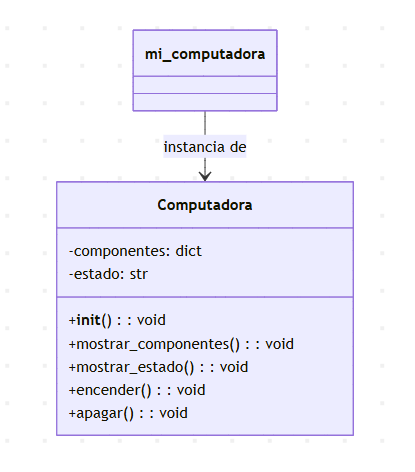 mi_computadora
instancia de
Computadora
-componentes: dict
-estado: str
+init() : : void
+mostrar_componentes() : : void
+mostrar_estado() : : void
+encender() : : void
+apagar() : : void